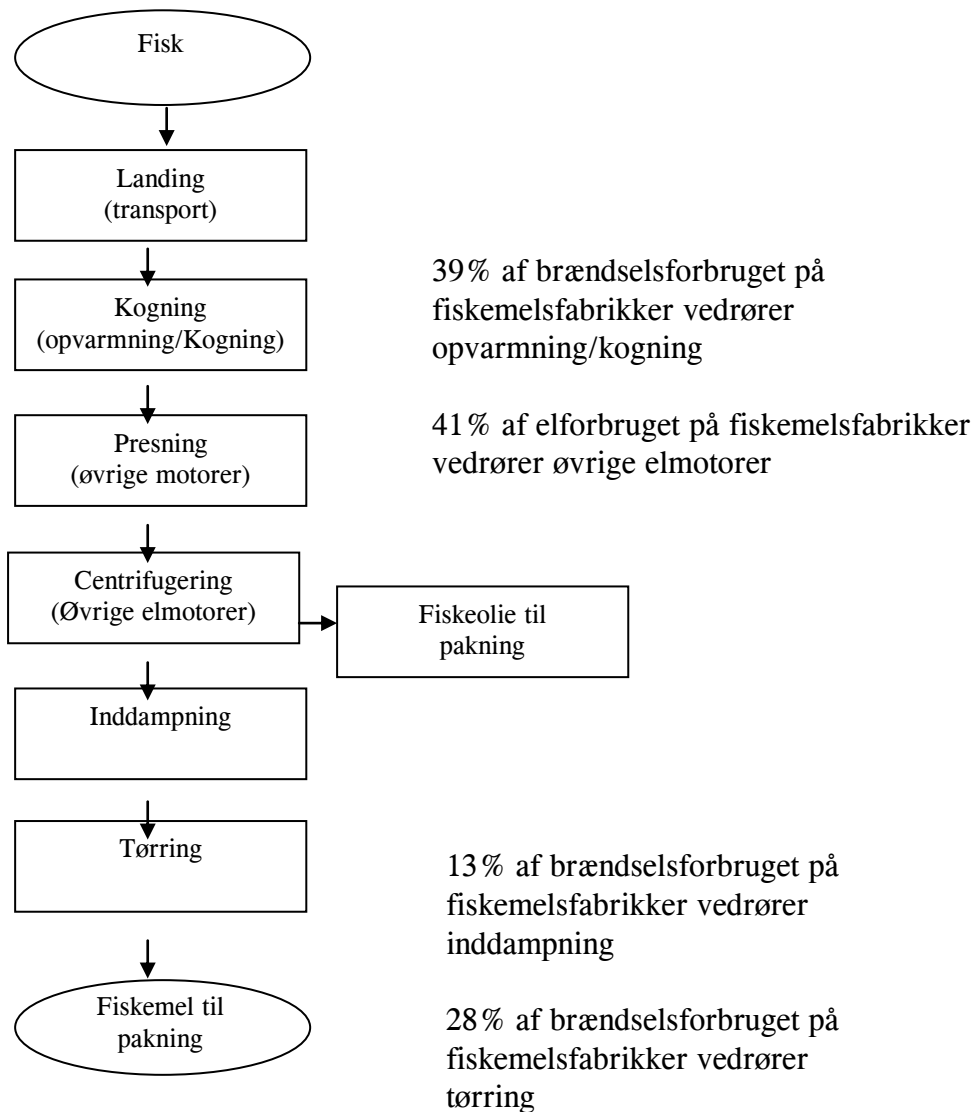 Fisk
Landing
(transport)
Kogning
(opvarmning/Kogning)
39% af brændselsforbruget på
fiskemelsfabrikker vedrører
opvarmning/kogning
Presning
(øvrige motorer)
41% af elforbruget på fiskemelsfabrikker
vedrører øvrige elmotorer
Centrifugering
(Øvrige elmotorer)
Fiskeolie til
pakning
Inddampning
Tørring
13% af brændselsforbruget på
fiskemelsfabrikker vedrører
inddampning
Fiskemel til
pakning
28% af brændselsforbruget på
fiskemelsfabrikker vedrører
tørring